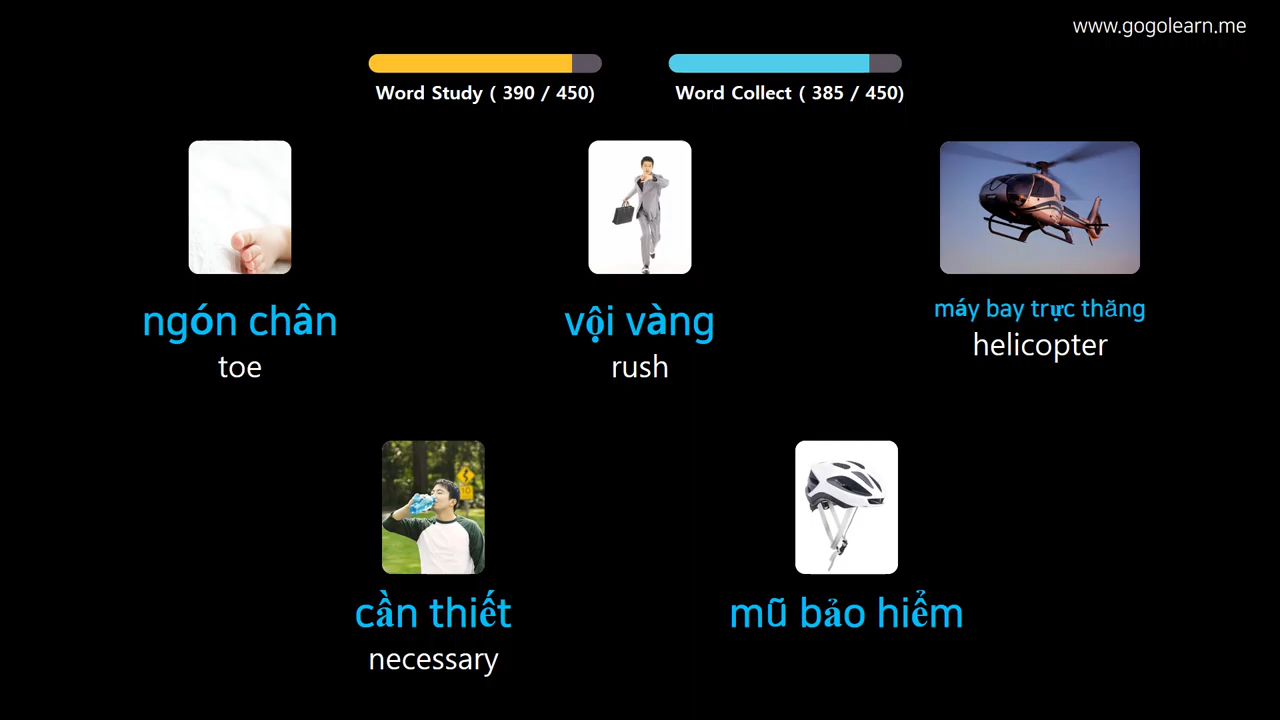 www.gogolearn.me
Word Study ( 390 / 450)
Word Collect ( 385 / 450)
ngón chân
toe
vội vàng
rush
máy bay trực thăng
helicopter
cần thiết
necessary
mũ bảo hiểm